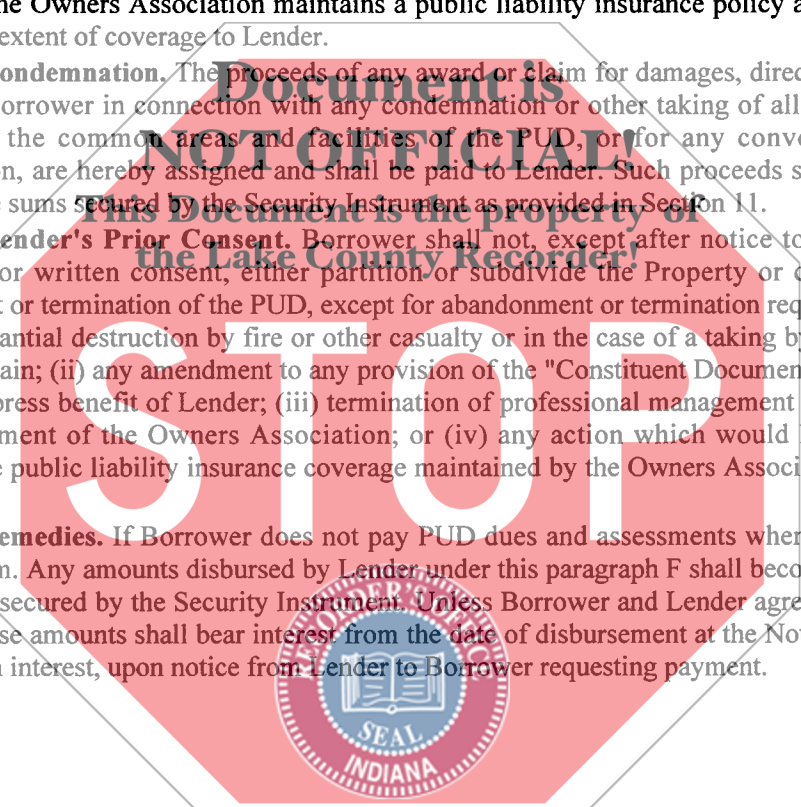 he Owners Association maintains a public liability insurance policy a
extent of coverage to Lender.
ondemnation. The proceeds of any award or claim for damages, direc
Document is
orrower in connection with any condemnation or other taking of all
the common areas and facilities of the PUD, or for any conv
NOT OFFICIAL!
n, are hereby assigned and shall be paid to Lender. Such proceeds s
e sums secured by the Security Instrument as provided in Section 11.
This Document is the property of
ender's Prior Consent. Borrower shall not, except after notice to
the Lake County Recorder!
or written consent, either partition or subdivide the Property or c
t or termination of the PUD, except for abandonment or termination req
antial destruction by fire or other casualty or in the case of a taking by
ain; (ii) any amendment to any provision of the "Constituent Documen
press benefit of Lender; (iii) termination of professional management
STOP
ment of the Owners Association; or (iv) any action which would
e public liability insurance coverage maintained by the Owners Associ
emedies. If Borrower does not pay PUD dues and assessments when
n. Any amounts disbursed by Lender under this paragraph F shall beco
secured by the Security Instrument. Unless Borrower and Lender agre
se amounts shall bear interest from the date of disbursement at the No
n interest, upon notice from Lender to Borrower requesting payment.
RECORDER'S OFFICE
SEAL
INDIANA